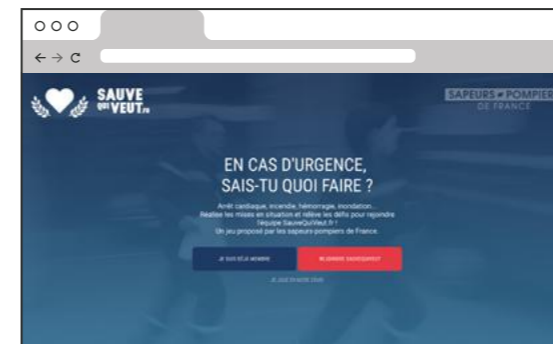 SAUVE
QUI VEUT.fr
SAPEURS-POMPIER
DE FRANCE
EN CAS D'URGENCE,
SAIS-TU QUOI FAIRE ?
Arrêt cardiaque, incendie, hémorragie, inondation...
Réalise les mises en situation et relève les défis pour rejoindre
l'équipe SauveQuiVeut.fr !
Un jeu proposé par les sapeurs-pompiers de France.
JE SUIS DÉJÀ MEMBRE
REJOINDRE SAUVEQUIVEUT